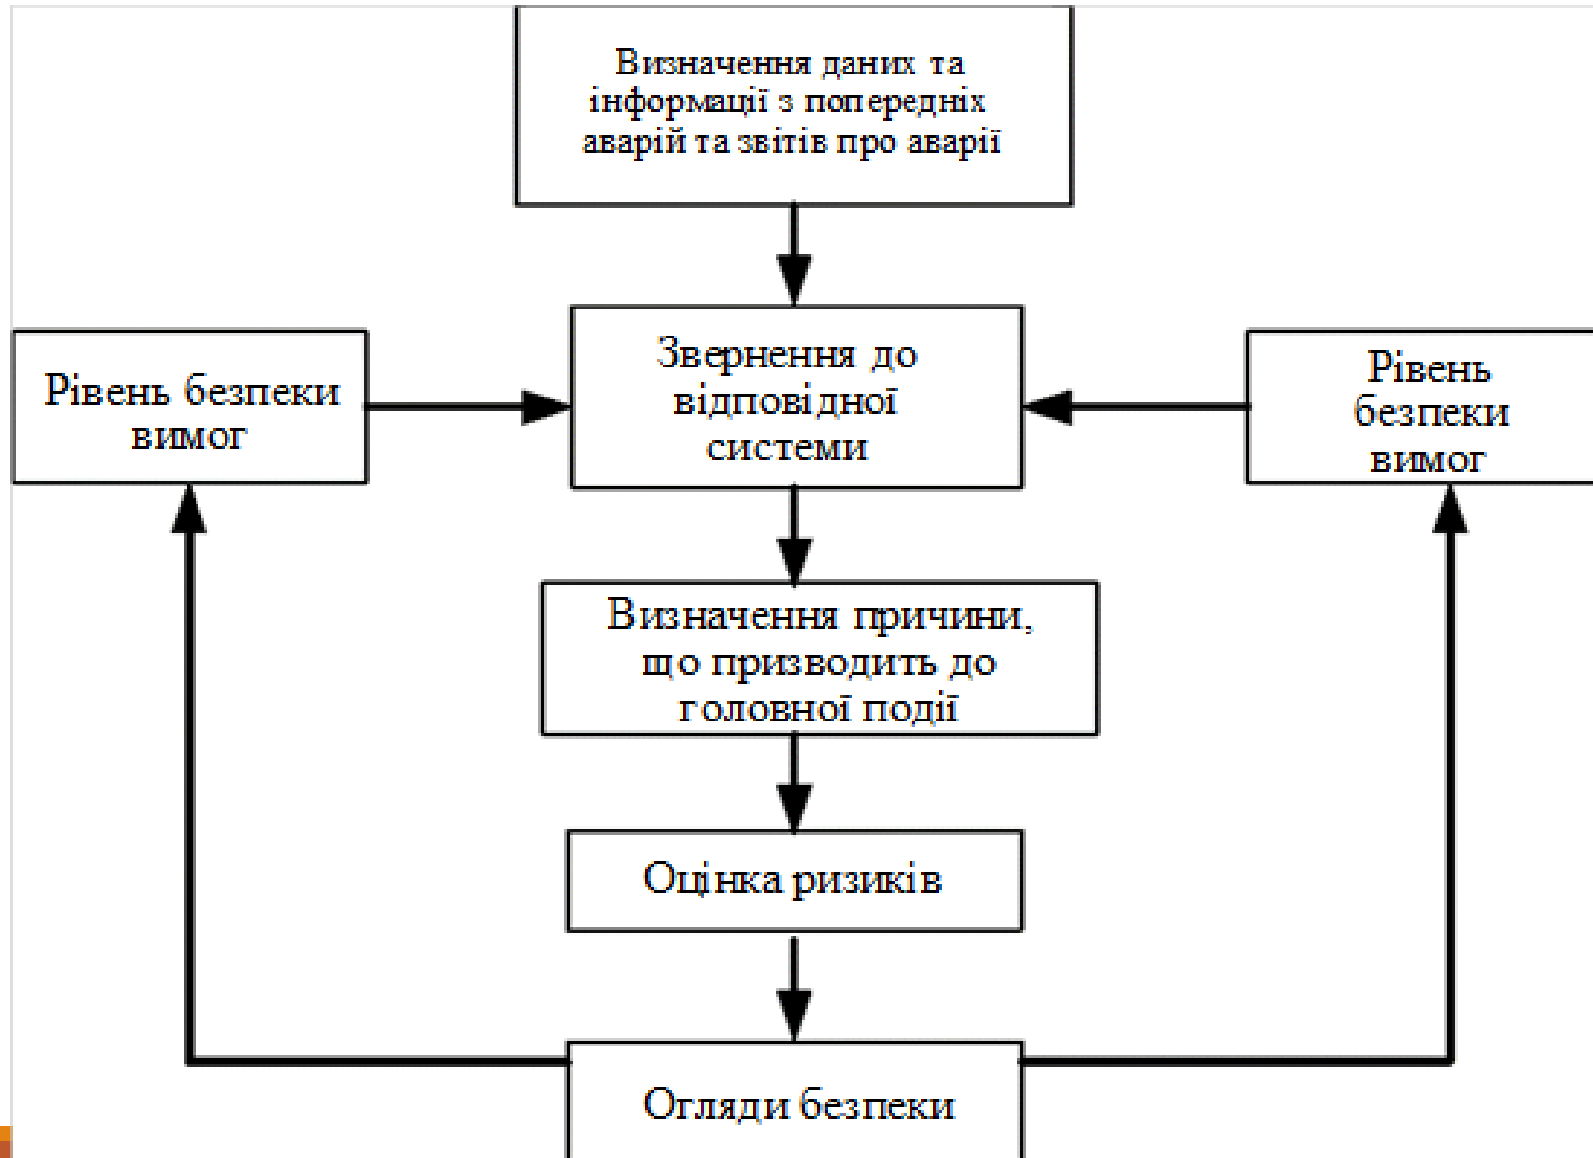 Визначення даних та
інформації з попередніх
аварій та звітів про аварії
Рівень безпеки
вимог
Звернення до
відповідної
системи
Рівень
безпеки
вимог
Визначення причини,
що призводить до
головної події
Оцінка ризиків
Огляди безпеки